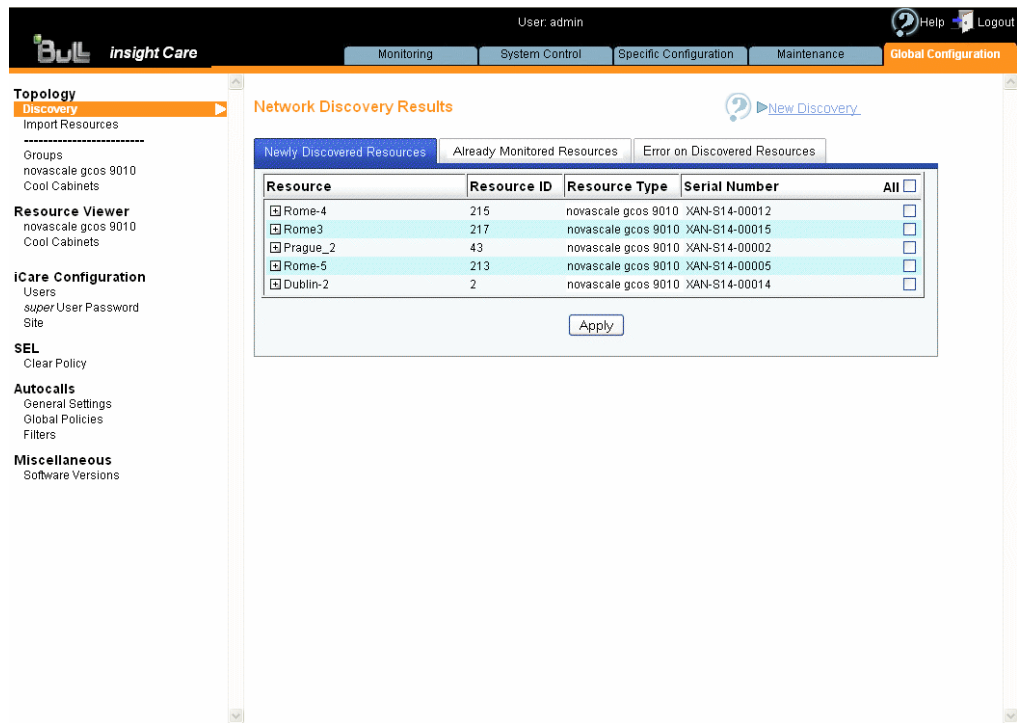 User: admin
Help Logout
Bull insight Care
Monitoring System Control Specific Configuration Maintenance Global Configuration
Topology
Discovery
Import Resources
-------------------------
Groups
novascale gcos 9010
Cool Cabinets
Resource Viewer
novascale gcos 9010
Cool Cabinets
iCare Configuration
Users
super User Password
Site
SEL
Clear Policy
Autocalls
General Settings
Global Policies
Filters
Miscellaneous
Software Versions
Network Discovery Results
New Discovery
Newly Discovered Resources Already Monitored Resources Error on Discovered Resources
Resource Resource ID Resource Type Serial Number All
Rome-4 215 novascale gcos 9010 XAN-S14-00012
Rome3 217 novascale gcos 9010 XAN-S14-00015
Prague_2 43 novascale gcos 9010 XAN-S14-00002
Rome-5 213 novascale gcos 9010 XAN-S14-00005
Dublin-2 2 novascale gcos 9010 XAN-S14-00014
Apply